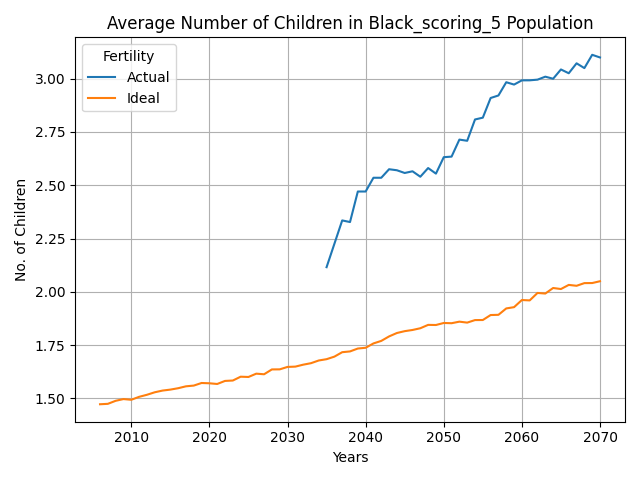 Average Number of Children in Black_scoring_5 Population
Fertility
Actual
Ideal
No. of Children
3.00
2.75
2.50
2.25
2.00
1.75
1.50
2010 2020 2030 2040 2050 2060 2070
Years